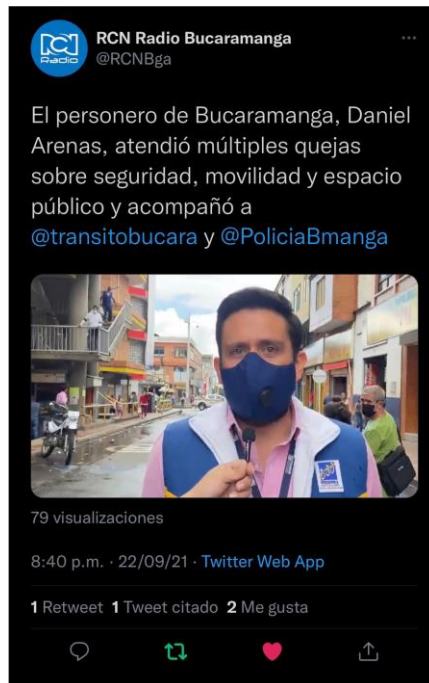 RCN
Radio
RCN Radio Bucaramanga
@RCNBga
El personero de Bucaramanga, Daniel
Arenas, atendió múltiples quejas
sobre seguridad, movilidad y espacio
público y acompañó a
@transitobucara y @PoliciaBmanga
79 visualizaciones
8:40 p.m. · 22/09/21 · Twitter Web App
1 Retweet 1 Tweet citado 2 Me gusta